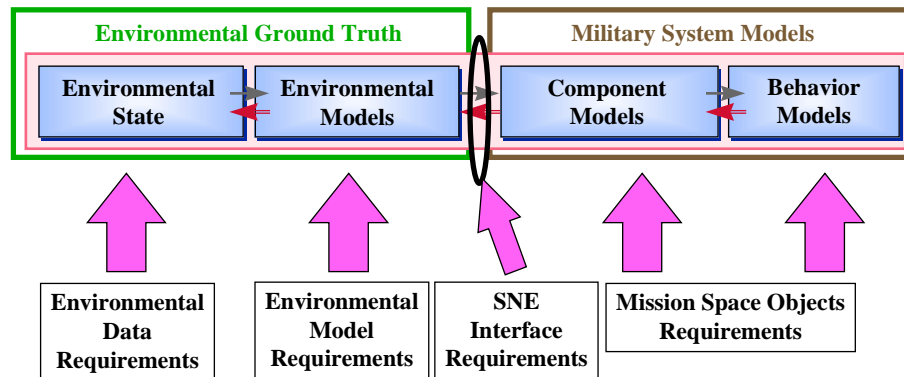 Environmental Ground Truth
Military System Models
Environmental
State
Environmental
Models
Component
Models
Behavior
Models
Environmental
Data
Requirements
Environmental
Model
Requirements
SNE
Interface
Requirements
Mission Space Objects
Requirements